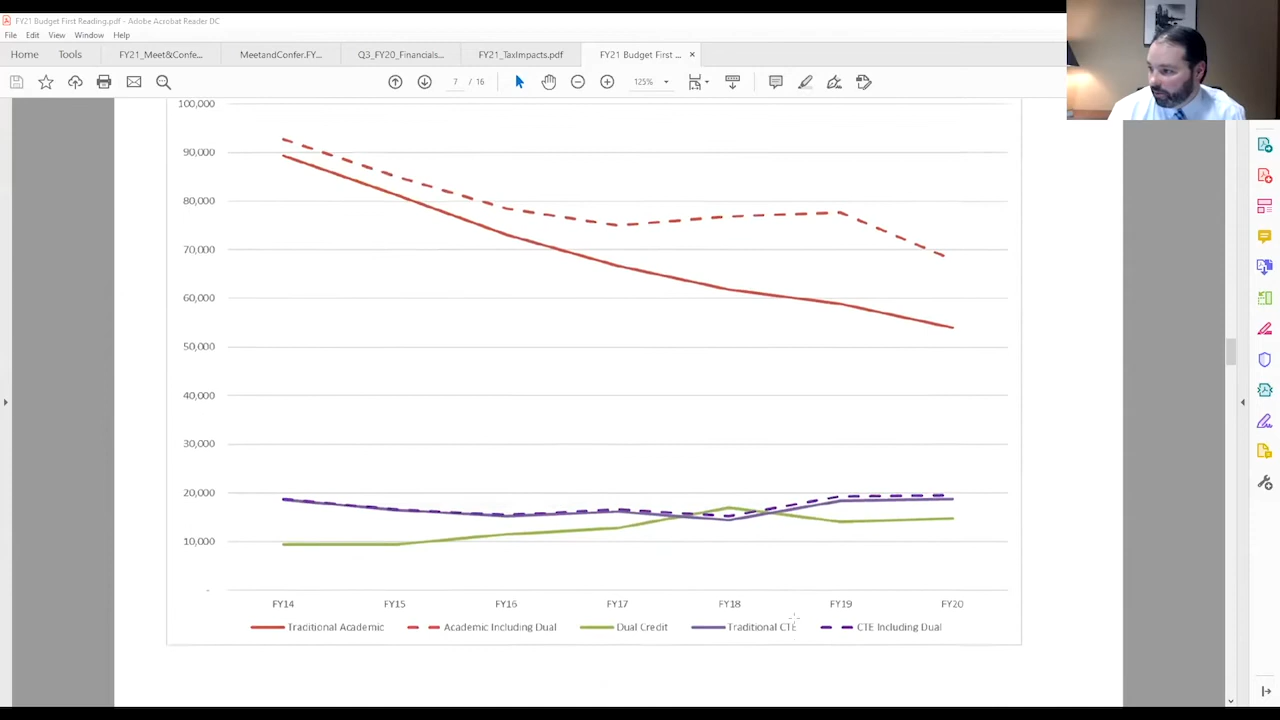 FY21 Budget First Reading.pdf - Adobe Acrobat Reader DC
File Edit View Window Help
Home Tools FY21_Meet&Confe... MeetandConfer.FY... Q3_FY20_Financials... FY21_TaxImpacts.pdf FY21 Budget First ... ×
7 / 16 125%
100,000
90,000
80,000
70,000
60,000
50,000
40,000
30,000
20,000
10,000
-
FY14 FY15 FY16 FY17 FY18 FY19 FY20
Traditional Academic Academic Including Dual Dual Credit Traditional CTE CTE Including Dual